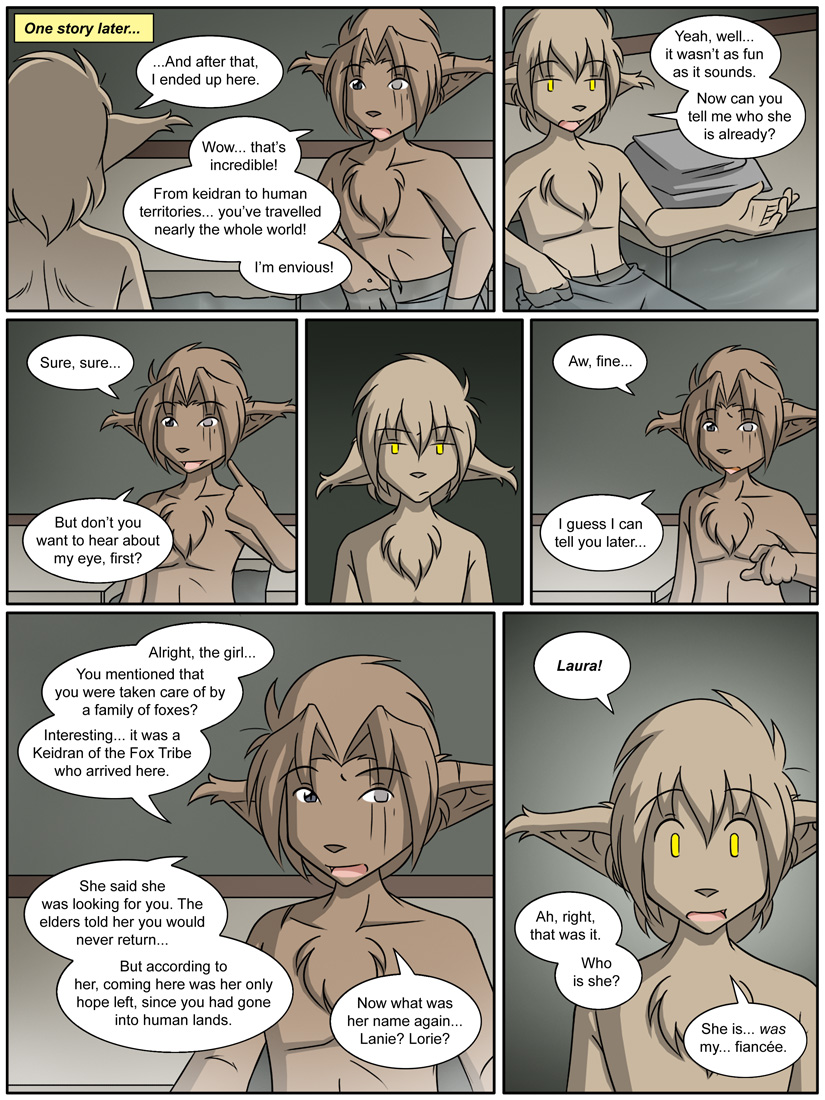 One story later...
...And after that,
I ended up here.
Wow... that's
incredible!
From keidran to human
territories... you've travelled
nearly the whole world!
I'm envious!
Yeah, well...
it wasn't as fun
as it sounds.
Now can you
tell me who she
is already?
Sure, sure...
But don't you
want to hear about
my eye, first?
Aw, fine...
I guess I can
tell you later...
Alright, the girl...
You mentioned that
you were taken care of by
a family of foxes?
Interesting... it was a
Keidran of the Fox Tribe
who arrived here.
She said she
was looking for you. The
elders told her you would
never return...
But according to
her, coming here was her only
hope left, since you had gone
into human lands.
Now what was
her name again...
Lanie? Lorie?
Laura!
Ah, right,
that was it.
Who
is she?
She is... was
my... fiancée.